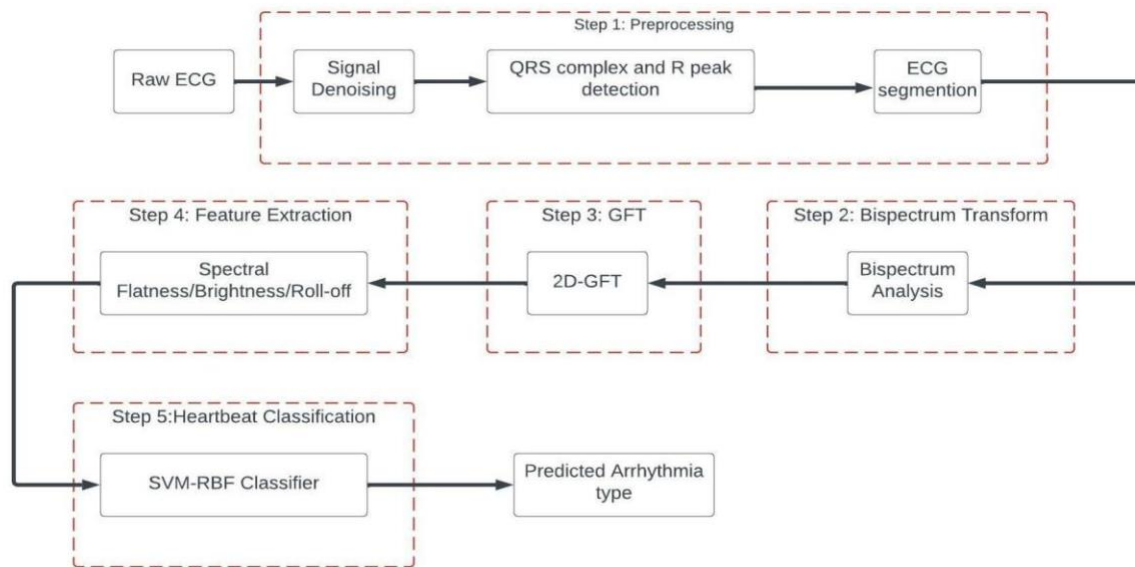 Step 1: Preprocessing
Raw ECG
Signal
Denoising
QRS complex and R peak
detection
ECG
segmention
Step 2: Bispectrum Transform
Bispectrum
Analysis
Step 3: GFT
2D-GFT
Step 4: Feature Extraction
Spectral
Flatness/Brightness/Roll-off
Step 5:Heartbeat Classification
SVM-RBF Classifier
Predicted Arrhythmia
type